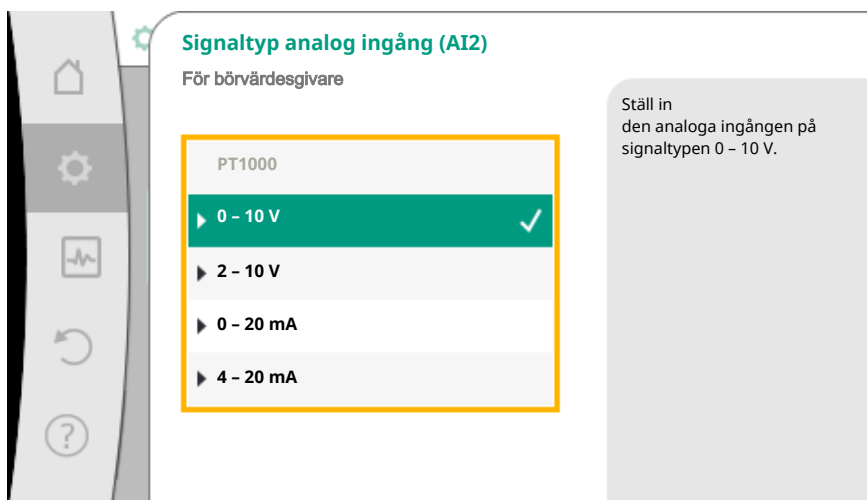 Signaltyp analog ingång (AI2)
För börvärdesgivare
PT1000
0 – 10 V
2 – 10 V
0 – 20 mA
4 – 20 mA
Ställ in
den analoga ingången på
signaltypen 0 – 10 V.
?